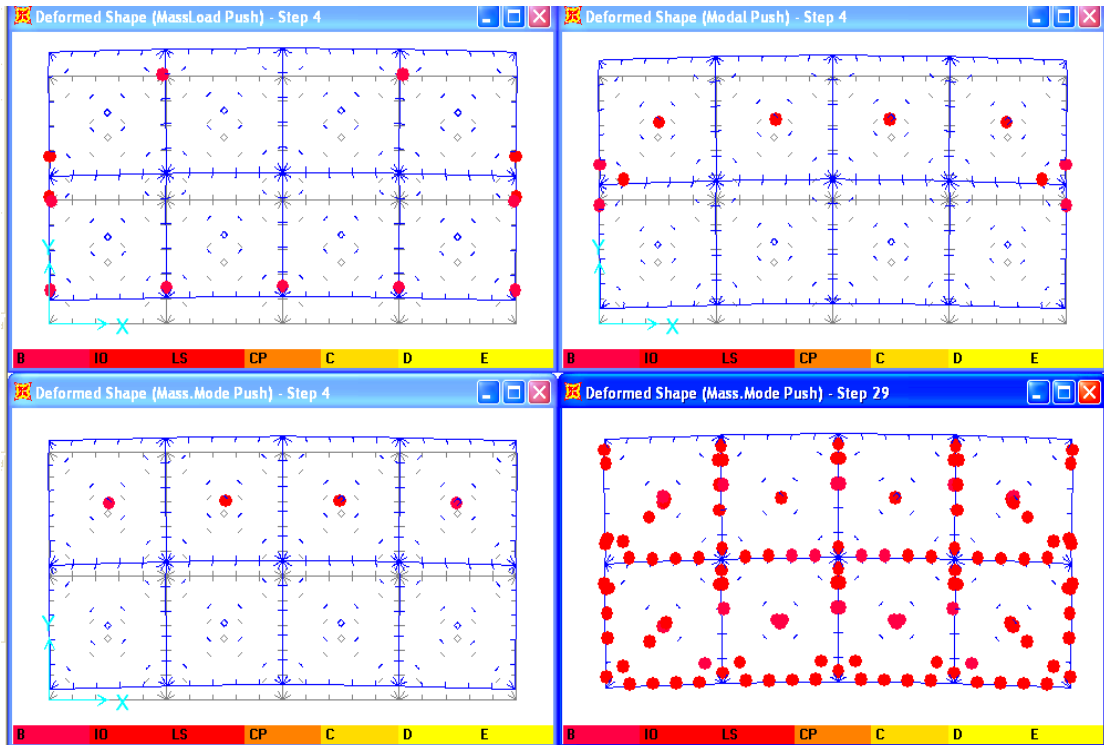 Deformed Shape (MassLoad Push) - Step 4
Deformed Shape (Modal Push) - Step 4
Y
X
Y
X
B IO LS CP C D E
B IO LS CP C D E
Deformed Shape (Mass.Mode Push) - Step 4
Deformed Shape (Mass.Mode Push) - Step 29
Y
X
B IO LS CP C D E
B IO LS CP C D E